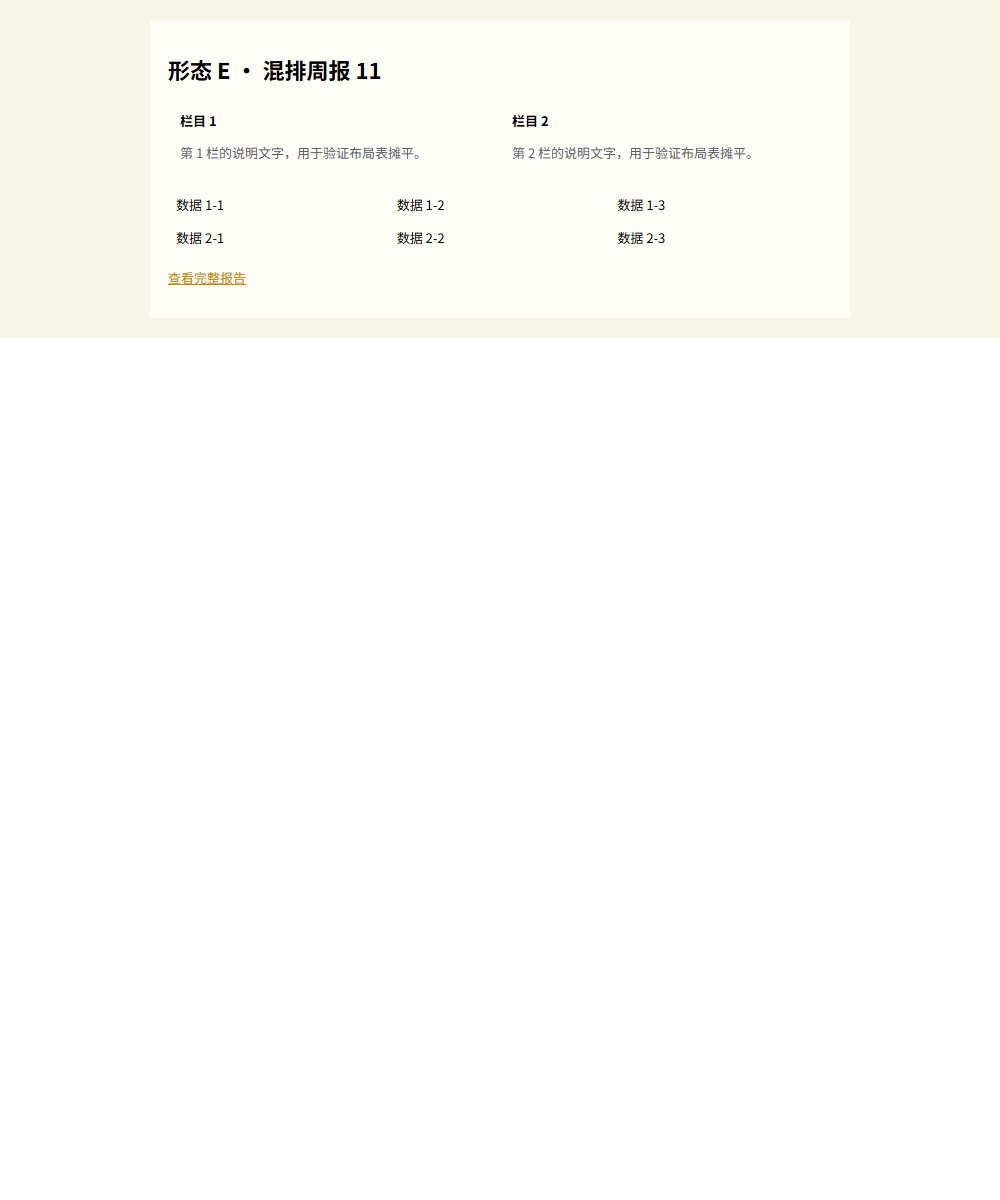 形态 E · 混排周报 11
栏目 1
第 1 栏的说明文字，用于验证布局表摊平。
栏目 2
第 2 栏的说明文字，用于验证布局表摊平。
数据 1-1 数据 1-2 数据 1-3
数据 2-1 数据 2-2 数据 2-3
查看完整报告